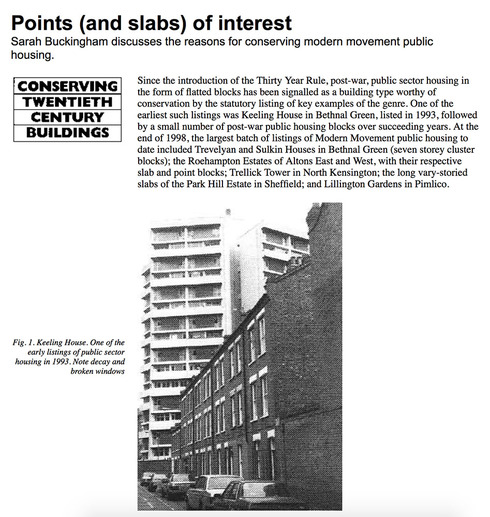 Points (and slabs) of interest
Sarah Buckingham discusses the reasons for conserving modern movement public
housing.
CONSERVING
TWENTIETH
CENTURY
BUILDINGS
Since the introduction of the Thirty Year Rule, post-war, public sector housing in
the form of flatted blocks has been signalled as a building type worthy of
conservation by the statutory listing of key examples of the genre. One of the
earliest such listings was Keeling House in Bethnal Green, listed in 1993, followed
by a small number of post-war public housing blocks over succeeding years. At the
end of 1998, the largest batch of listings of Modern Movement public housing to
date included Trevelyan and Sulkin Houses in Bethnal Green (seven storey cluster
blocks); the Roehampton Estates of Altons East and West, with their respective
slab and point blocks; Trellick Tower in North Kensington; the long vary-storied
slabs of the Park Hill Estate in Sheffield; and Lillington Gardens in Pimlico.
Fig. 1. Keeling House. One of the
early listings of public sector
housing in 1993. Note decay and
broken windows